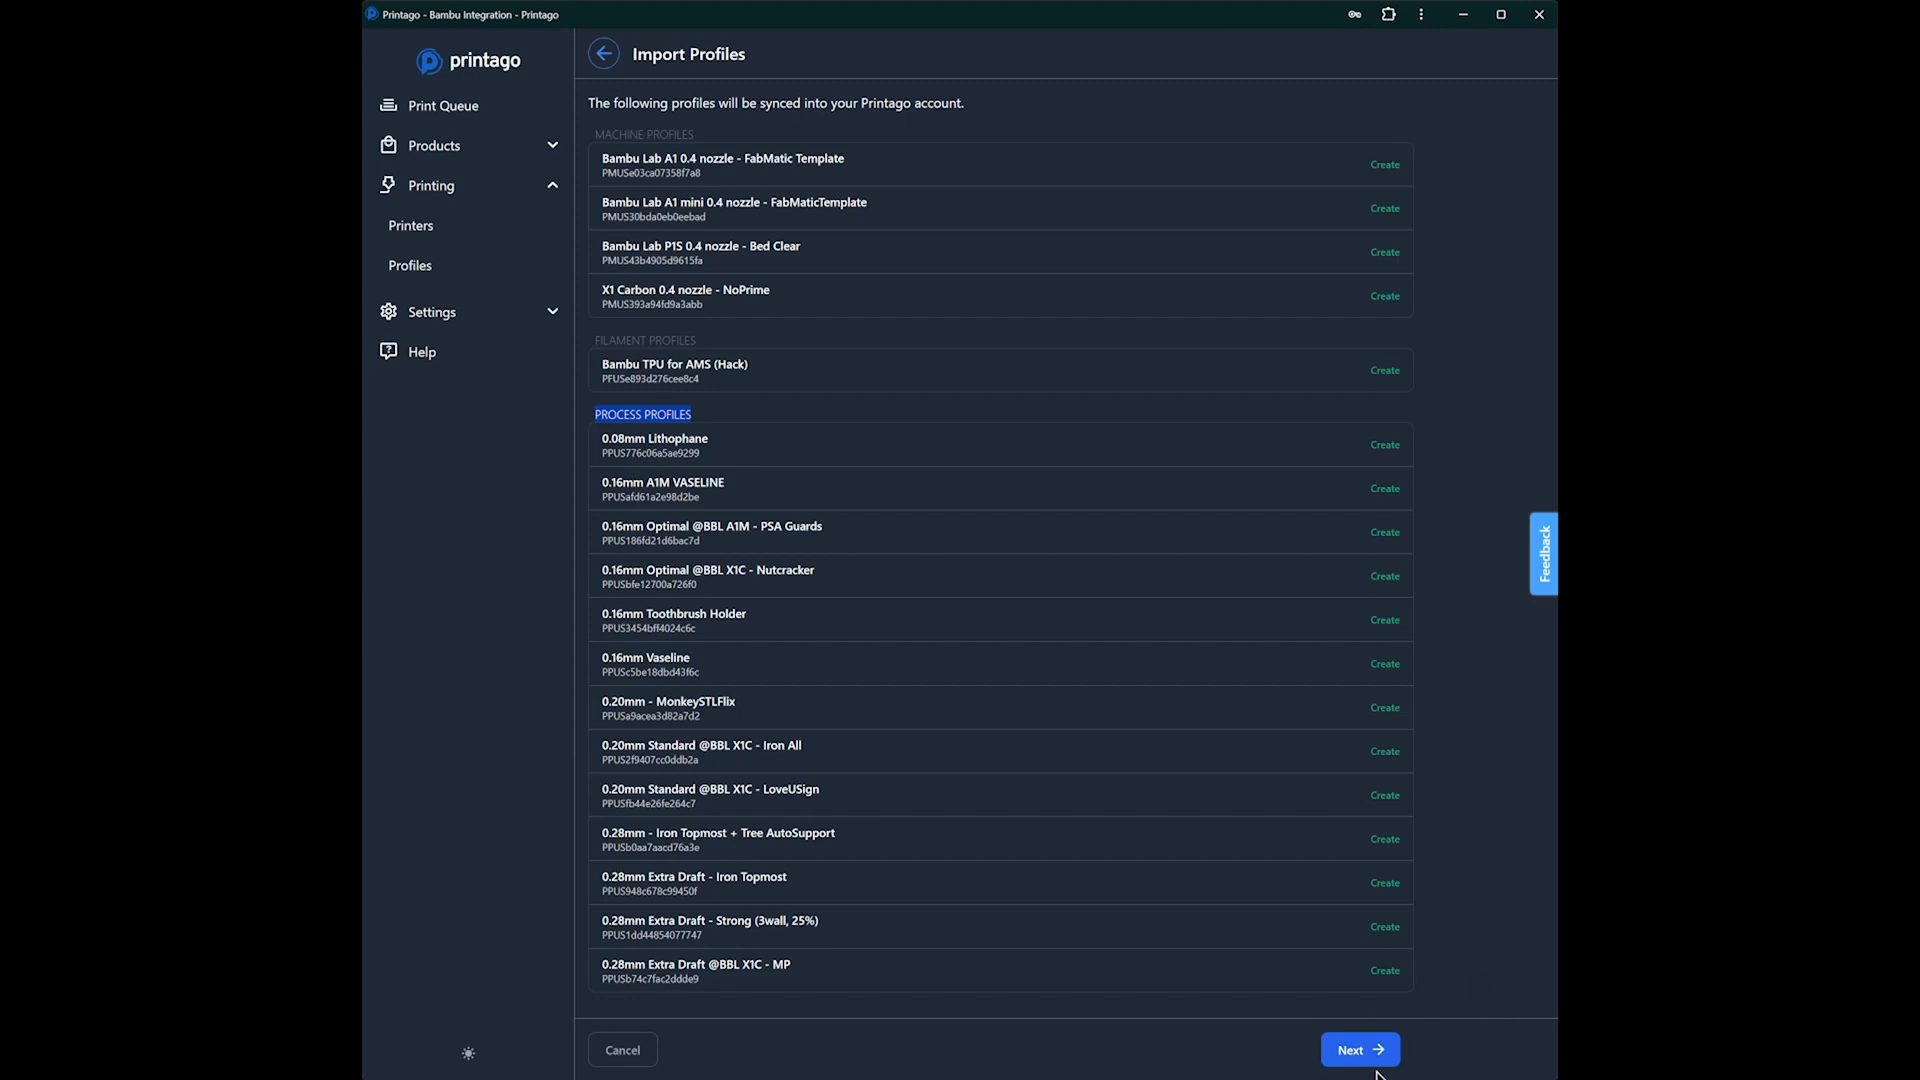 Printago - Bambu Integration - Printago
printago
Print Queue
Products
Printing
Printers
Profiles
Settings
Help
Import Profiles
The following profiles will be synced into your Printago account.
MACHINE PROFILES
Bambu Lab A1 0.4 nozzle - FabMatic Template
PMUSe03ca07358f7a8
Create
Bambu Lab A1 mini 0.4 nozzle - FabMaticTemplate
PMUS30bda0eb0eebad
Create
Bambu Lab P1S 0.4 nozzle - Bed Clear
PMUS43b4905d9615fa
Create
X1 Carbon 0.4 nozzle - NoPrime
PMUS393a94fd9a3abb
Create
FILAMENT PROFILES
Bambu TPU for AMS (Hack)
PFUSe893d276cee8c4
Create
PROCESS PROFILES
0.08mm Lithophane
PPUS776c06a5ae9299
Create
0.16mm A1M VASELINE
PPUSafd61a2e98d2be
Create
0.16mm Optimal @BBL A1M - PSA Guards
PPUS186fd21d6bac7d
Create
0.16mm Optimal @BBL X1C - Nutcracker
PPUSbfe12700a726f0
Create
0.16mm Toothbrush Holder
PPUS3454bff4024c6c
Create
0.16mm Vaseline
PPUSc5be18dbd43f6c
Create
0.20mm - MonkeySTLFlix
PPUSa9acea3d82a7d2
Create
0.20mm Standard @BBL X1C - Iron All
PPUS2f9407cc0ddb2a
Create
0.20mm Standard @BBL X1C - LoveUSign
PPUSfb44e26fe264c7
Create
0.28mm - Iron Topmost + Tree AutoSupport
PPUSb0aa7aacd76a3e
Create
0.28mm Extra Draft - Iron Topmost
PPUS948c678c99450f
Create
0.28mm Extra Draft - Strong (3wall, 25%)
PPUS1dd44854077747
Create
0.28mm Extra Draft @BBL X1C - MP
PPUSb74c7fac2ddde9
Create
Feedback
Cancel
Next